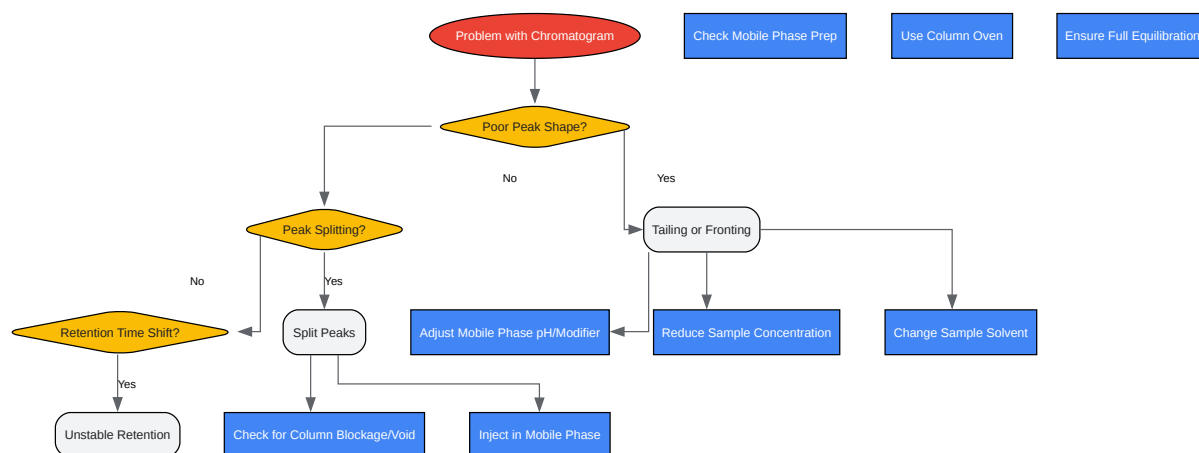 Problem with Chromatogram
Check Mobile Phase Prep
Use Column Oven
Ensure Full Equilibration
Poor Peak Shape?
No
Yes
Peak Splitting?
Tailing or Fronting
No
Yes
Retention Time Shift?
Split Peaks
Adjust Mobile Phase pH/Modifier
Reduce Sample Concentration
Change Sample Solvent
Yes
Unstable Retention
Check for Column Blockage/Void
Inject in Mobile Phase